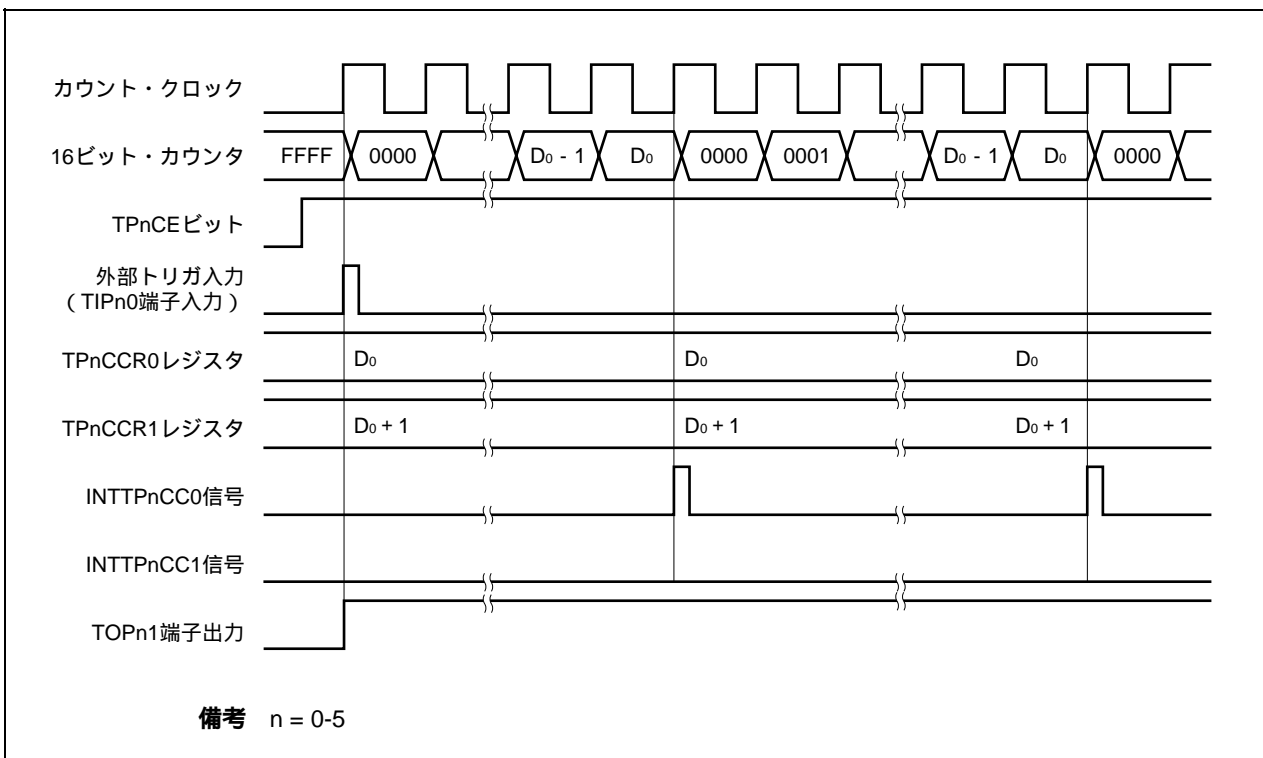 カウント・クロック
16ビット・カウンタ FFFF 0000 D0 - 1 D0 0000 0001 D0 - 1 D0 0000
TPnCEビット
外部トリガ入力
（TIPn0端子入力）
TPnCCR0レジスタ D0 D0 D0
TPnCCR1レジスタ D0 + 1 D0 + 1 D0 + 1
INTTPnCC0信号
INTTPnCC1信号
TOPn1端子出力
備考 n = 0-5